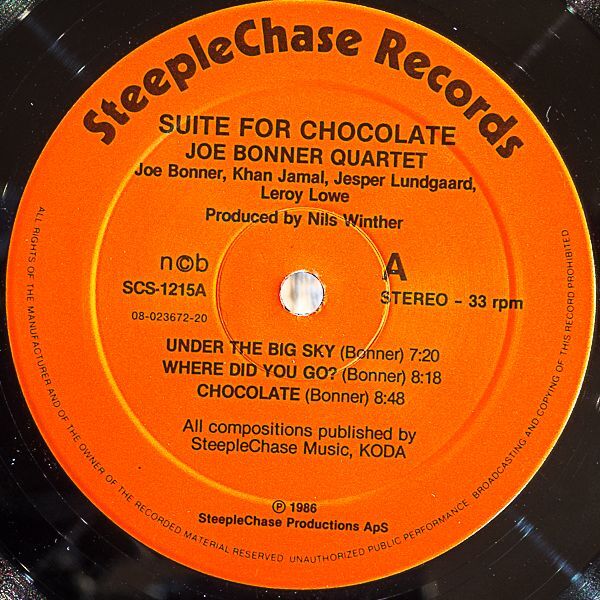 SteepleChase Records
SUITE FOR CHOCOLATE
JOE BONNER QUARTET
Joe Bonner, Khan Jamal, Jesper Lundgaard,
Leroy Lowe
Produced by Nils Winther
n©b
A
SCS-1215A
STEREO - 33 rpm
08-023672-20
UNDER THE BIG SKY (Bonner) 7:20
WHERE DID YOU GO? (Bonner) 8:18
CHOCOLATE (Bonner) 8:48
All compositions published by
SteepleChase Music, KODA
℗ 1986
SteepleChase Productions ApS
ALL RIGHTS OF THE MANUFACTURER AND OF THE OWNER OF THE RECORDED MATERIAL RESERVED. UNAUTHORIZED PUBLIC PERFORMANCE, BROADCASTING AND COPYING OF THIS RECORD PROHIBITED